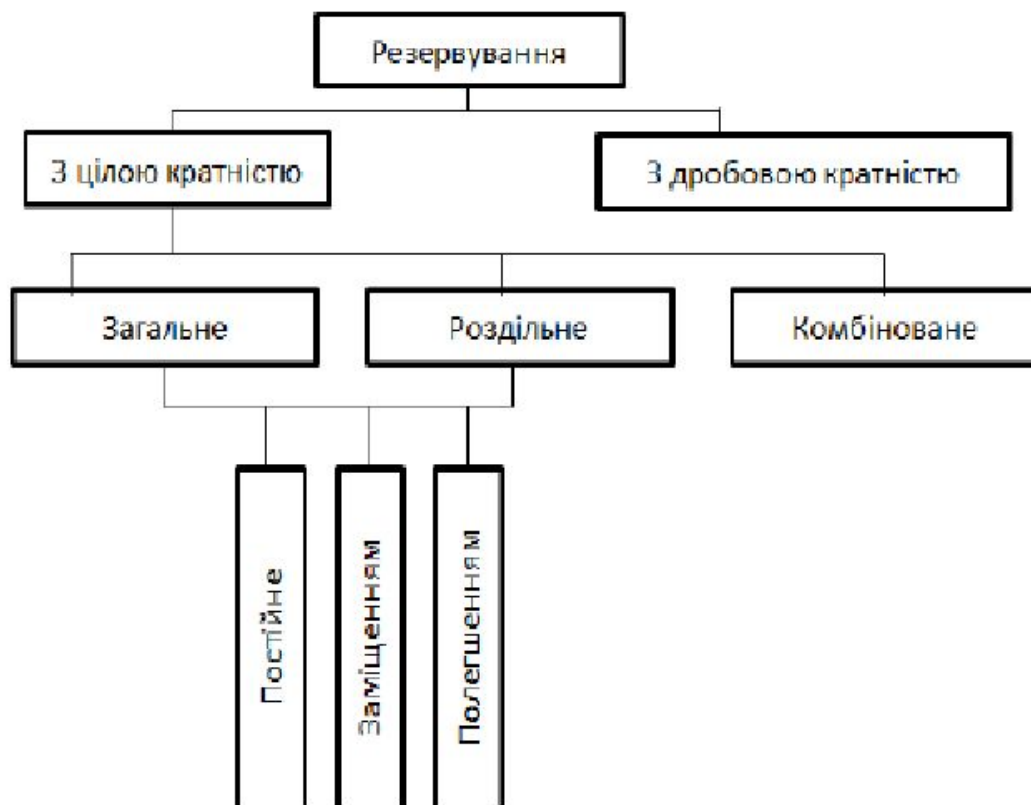 Резервування
З цілою кратністю
З дробовою кратністю
Загальне
Роздільне
Комбіноване
Постійне
Заміщенням
Полегшенням